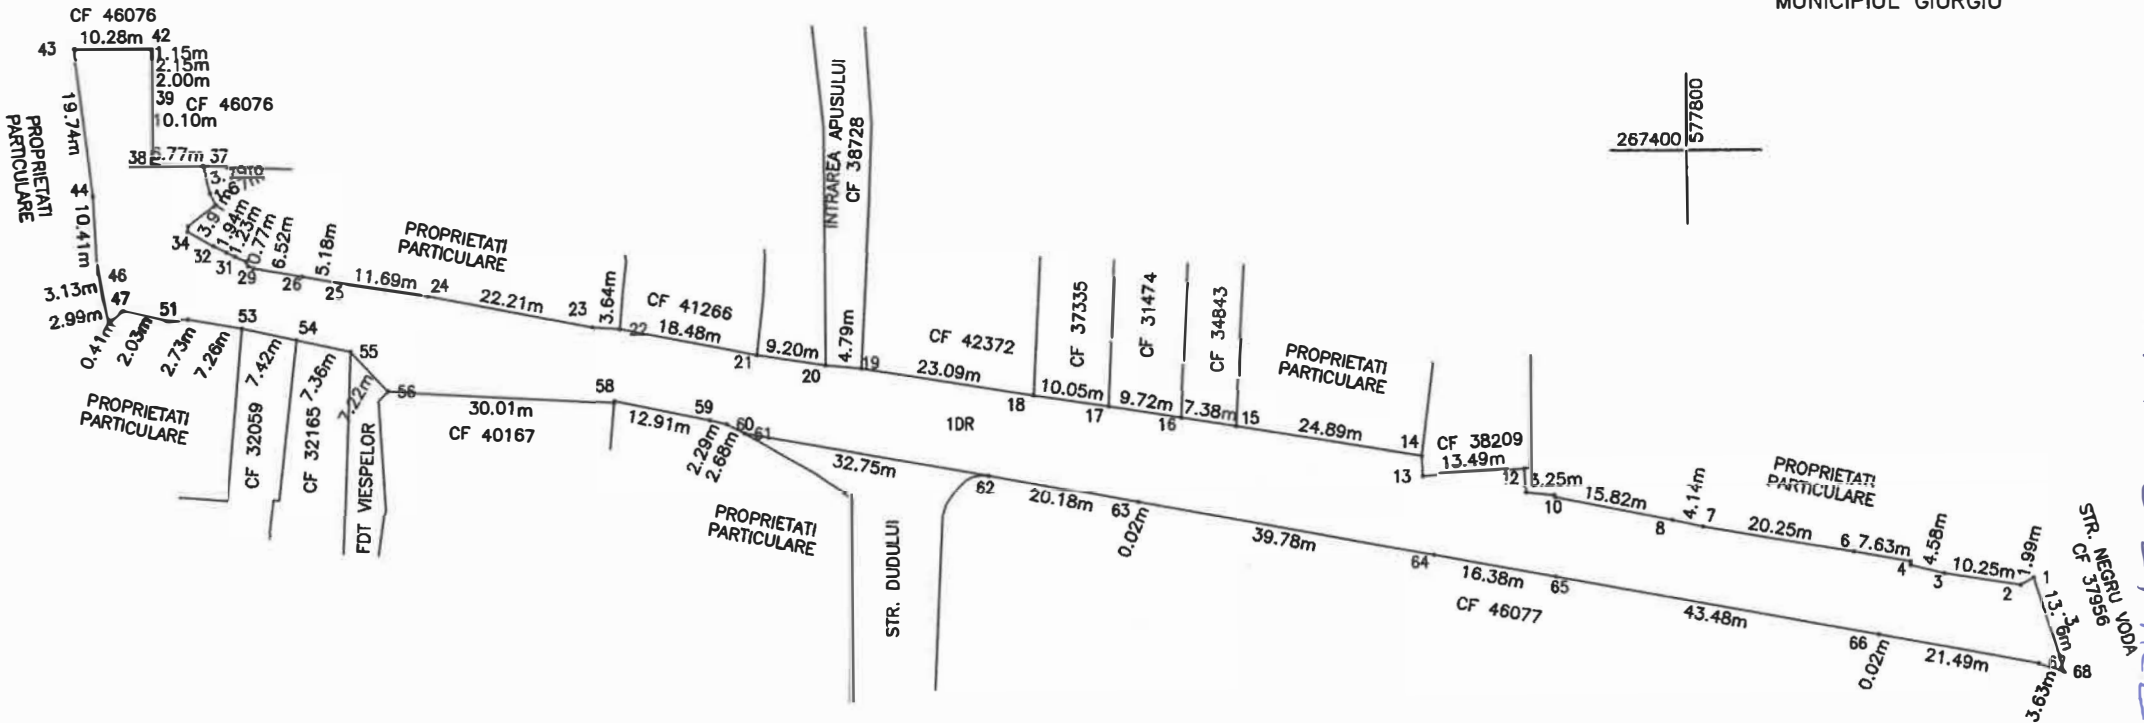 MUNICIPIUL GIURGIU
CF 46076
43
10.28m
42
1.15m
2.15m
2.00m
39
CF 46076
10.10m
38
37
19.74m
PROPRIETATI
PARTICULARE
44
10.41m
46
3.13m
47
2.99m
0.41m
2.03m
51
2.73m
7.26m
53
54
7.42m
7.36m
55
7.22m
56
34
32
31
29
26
25
3.91m
1.94m
1.23m
0.77m
6.52m
5.18m
11.69m
24
PROPRIETATI
PARTICULARE
22.21m
23
3.64m
22
CF 41266
18.48m
21
9.20m
20
4.79m
19
INTRAREA APUSULUI
CF 38728
CF 42372
23.09m
18
10.05m
17
CF 37335
9.72m
16
CF 31474
7.38m
15
CF 34843
PROPRIETATI
PARTICULARE
24.89m
14
13
CF 38209
13.49m
12
3.25m
10
15.82m
8
4.14m
7
PROPRIETATI
PARTICULARE
20.25m
6
7.63m
4
4.58m
3
10.25m
2
1.99m
1
STR. NEGRU VODA
CF 37956
267400
577800
PROPRIETATI
PARTICULARE
CF 32059
CF 32165
FDT VIESPELOR
30.01m
CF 40167
58
12.91m
59
2.29m
60
2.68m
61
1DR
32.75m
62
PROPRIETATI
PARTICULARE
STR. DUDULUI
20.18m
63
0.02m
39.78m
64
16.38m
65
CF 46077
43.48m
66
0.02m
21.49m
67
68
3.63m